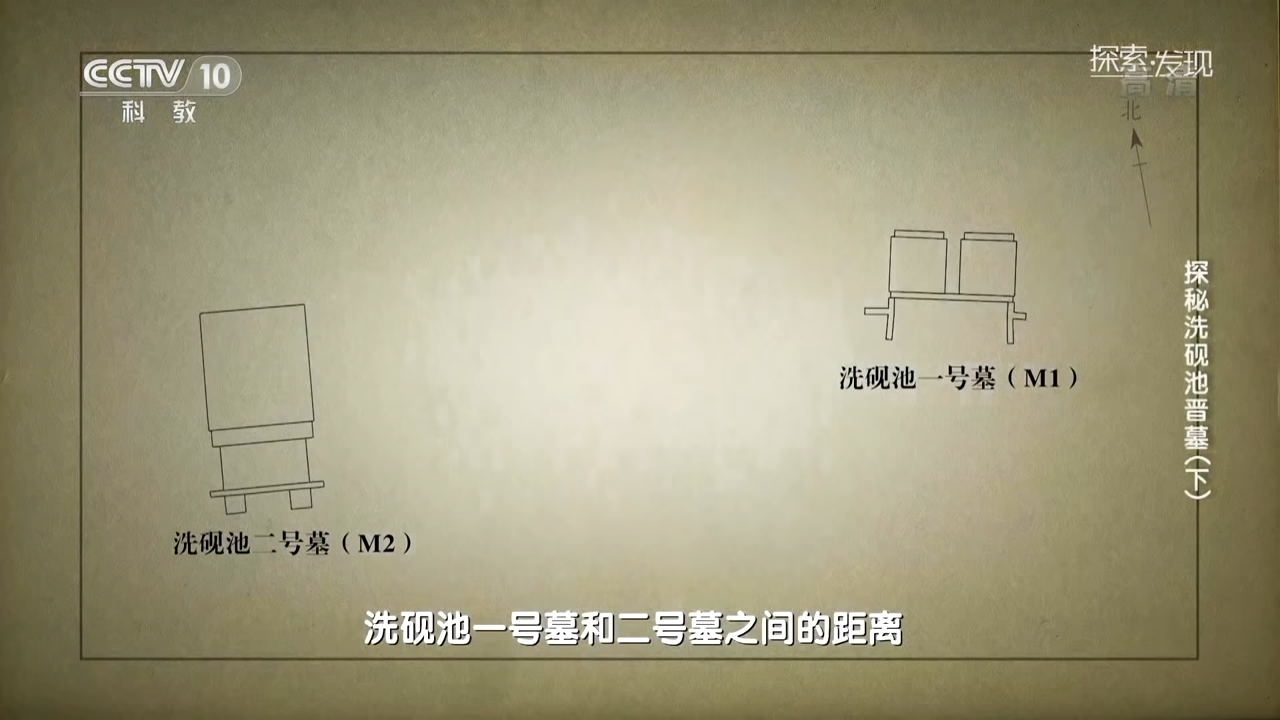 CCTV 10
科教
探索·发现
高清
北
洗砚池一号墓（M1）
探秘洗砚池晋墓（下）
洗砚池二号墓（M2）
洗砚池一号墓和二号墓之间的距离